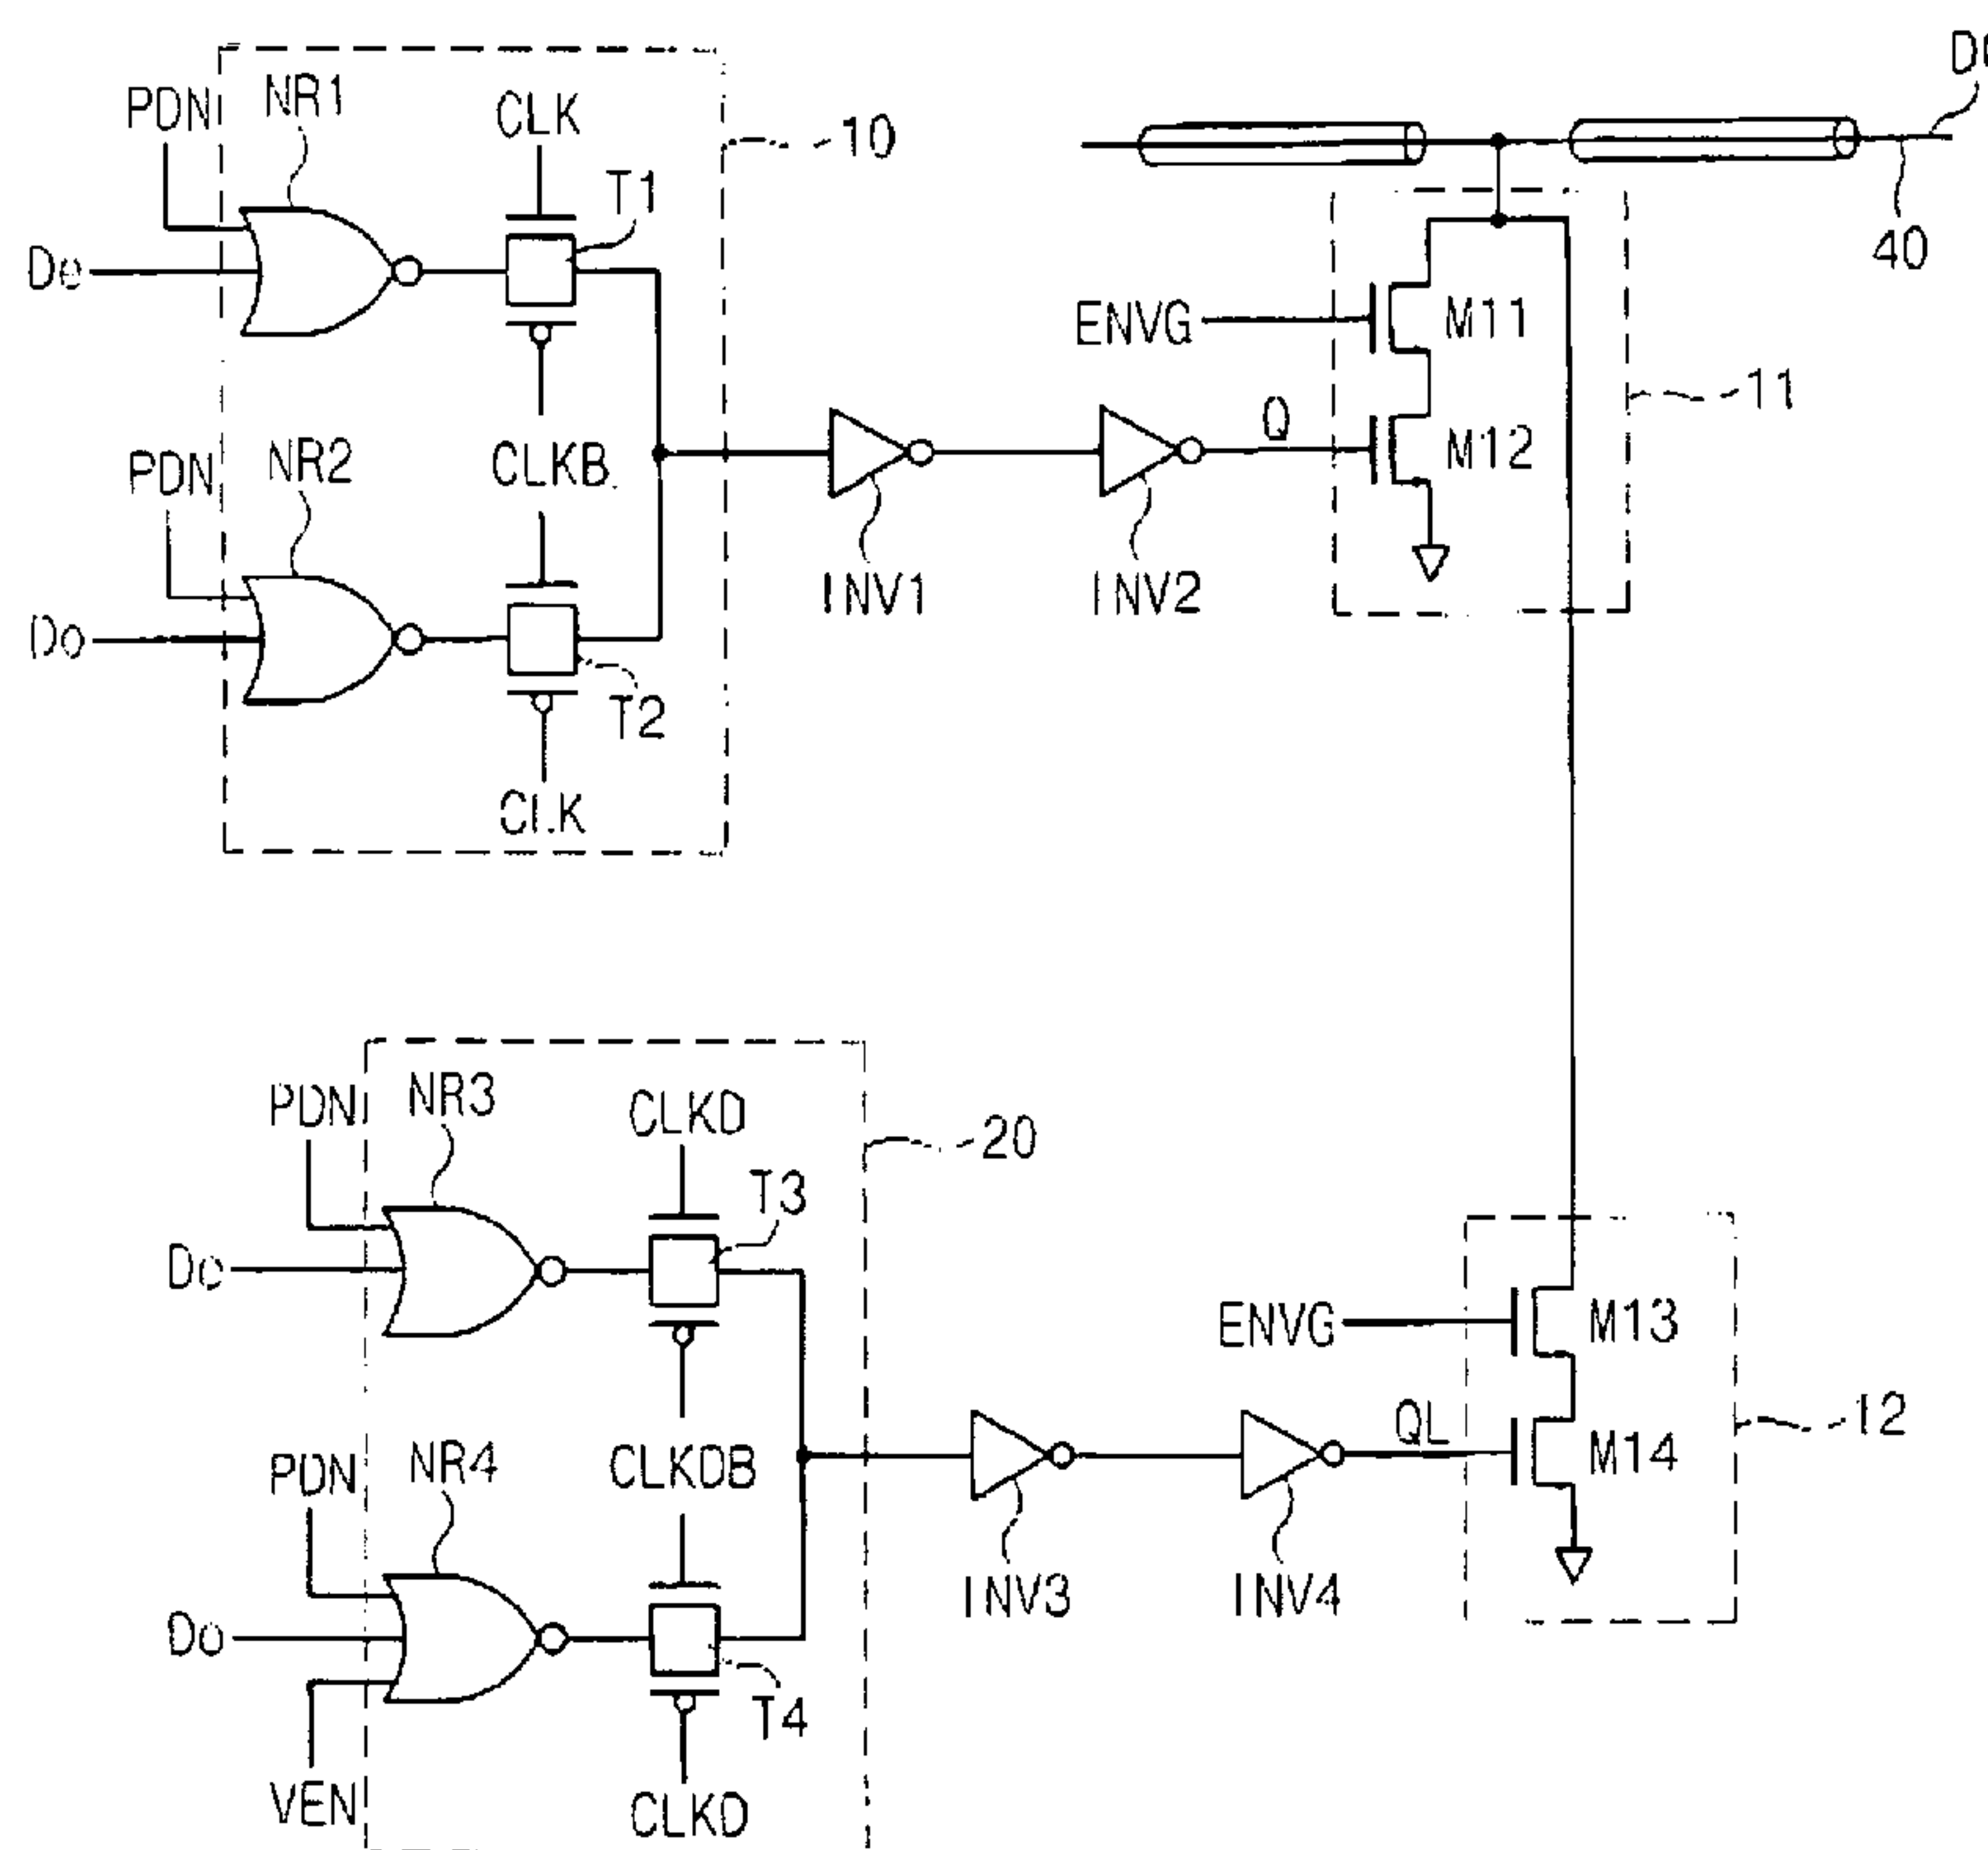 PDN
NR1
CLK
T1
10
De
CLKB
PDN
NR2
Do
T2
CLK
INV1
INV2
Q
ENVG
M11
M12
11
40
PDN
NR3
CLKD
T3
20
De
CLKDB
PDN
NR4
Do
T4
VEN
CLKD
INV3
INV4
QL
ENVG
M13
M14
12